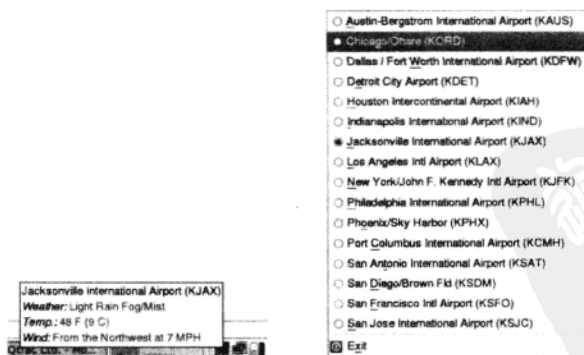 Austin-Bergstrom International Airport (KAUS)
Chicago/Ohare (KORD)
Dallas / Fort Worth International Airport (KDFW)
Detroit City Airport (KDET)
Houston Intercontinental Airport (KIAH)
Indianapolis International Airport (KIND)
Jacksonville International Airport (KJAX)
Los Angeles Intl Airport (KLAX)
New York/John F. Kennedy Intl Airport (KJFK)
Philadelphia International Airport (KPHL)
Phoenix/Sky Harbor (KPHX)
Port Columbus International Airport (KCMH)
San Antonio International Airport (KSAT)
San Diego/Brown Fld (KSDM)
San Francisco Intl Airport (KSFO)
San Jose International Airport (KSJC)
Exit
Jacksonville International Airport (KJAX)
Weather: Light Rain Fog/Mist
Temp.: 48 F (9 C)
Wind: From the Northwest at 7 MPH
Qtrac Ltd. - Mo...